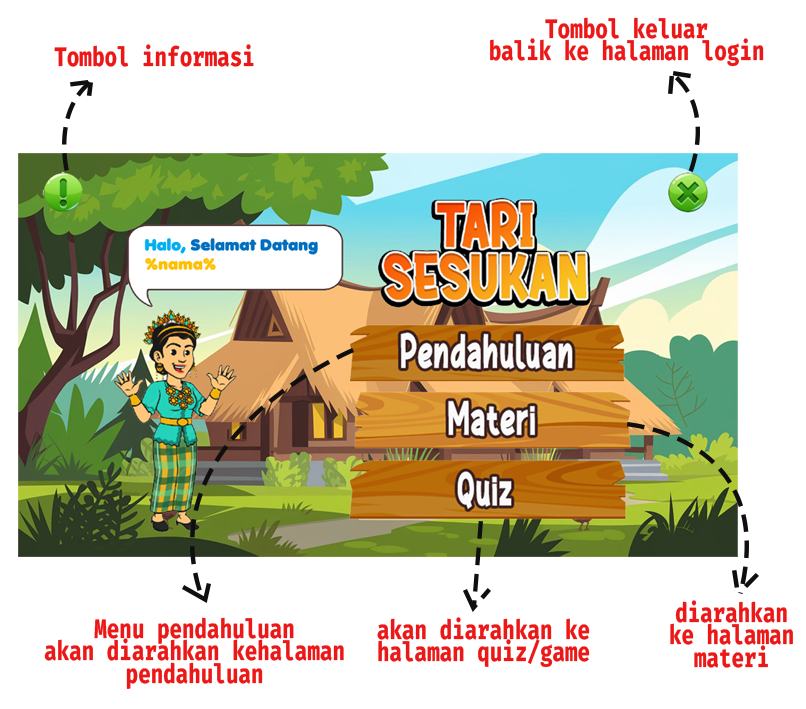 Tombol informasi
Tombol keluar
balik ke halaman login
!
X
Halo, Selamat Datang
%nama%
TARI
SESUKAN
Pendahuluan
Materi
Quiz
Menu pendahuluan
akan diarahkan kehalaman
pendahuluan
akan diarahkan ke
halaman quiz/game
diarahkan
ke halaman
materi